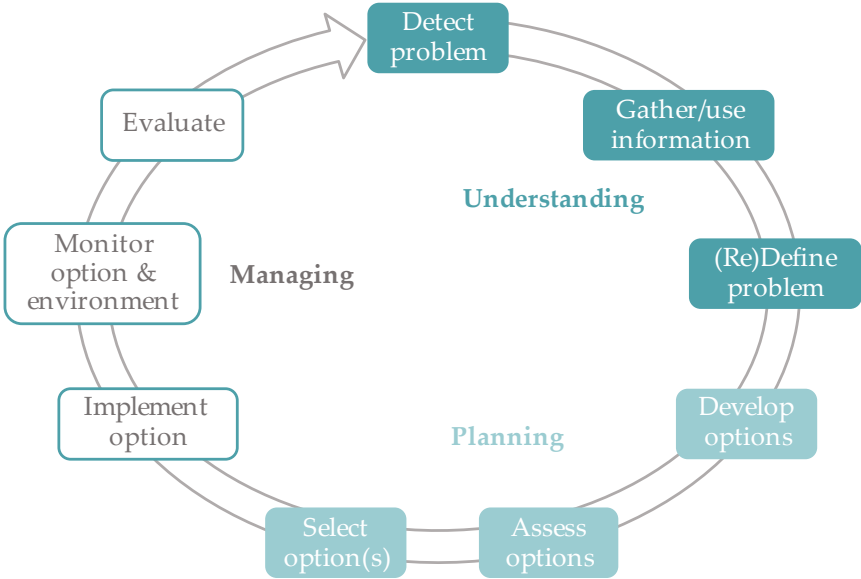 Detect
problem
Gather/use
information
Understanding
(Re)Define
problem
Develop
options
Planning
Assess
options
Select
option(s)
Implement
option
Managing
Monitor
option &
environment
Evaluate